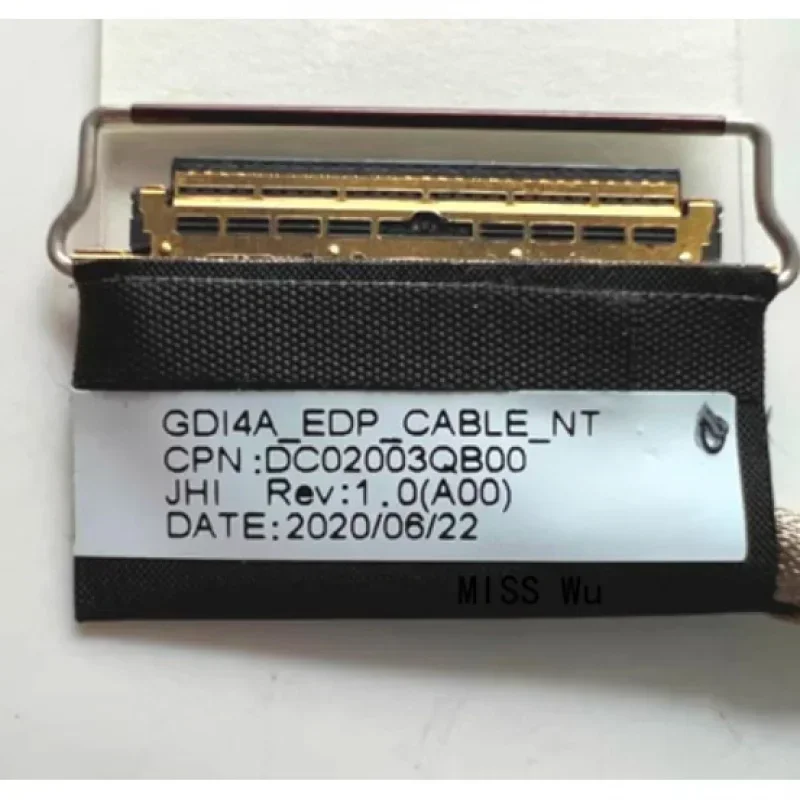 GDI4A_EDP_CABLE_NT
CPN:DC02003QB00
JHI Rev:1.0(A00)
DATE:2020/06/22
MISS Wu